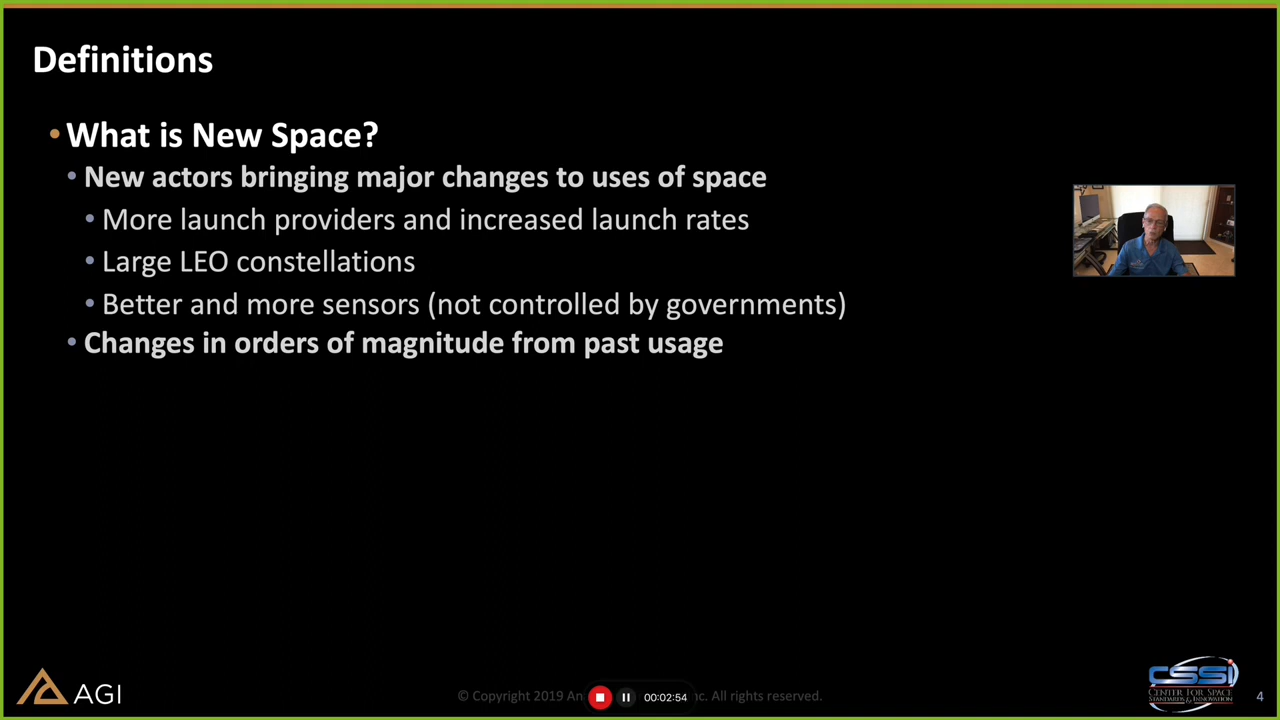 Definitions
• What is New Space?
• New actors bringing major changes to uses of space
• More launch providers and increased launch rates
• Large LEO constellations
• Better and more sensors (not controlled by governments)
• Changes in orders of magnitude from past usage
AGI
© Copyright 2019 An
nc. All rights reserved.
00:02:54
CSSI
CENTER FOR SPACE
STANDARDS & INNOVATION
4